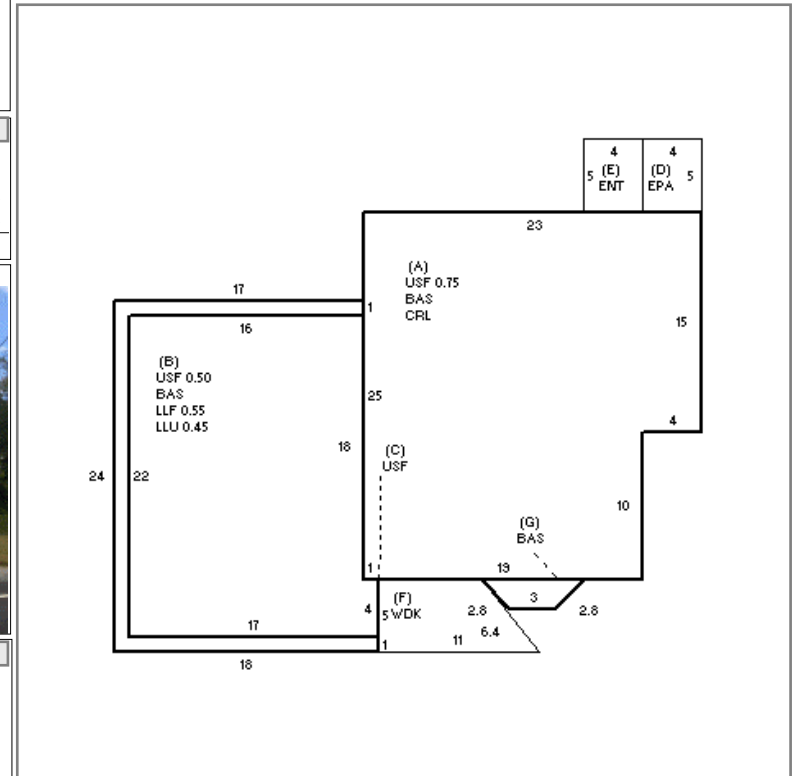 4
4
5 (E)
(D) 5
ENT
EPA
23
(A)
USF 0.75
BAS
CRL
17
1
16
15
(B)
USF 0.50
BAS
LLF 0.55
LLU 0.45
25
4
18
(C)
USF
24
22
10
(G)
BAS
1
19
4
(F)
5 WDK
3
2.8
2.8
6.4
17
1
11
18